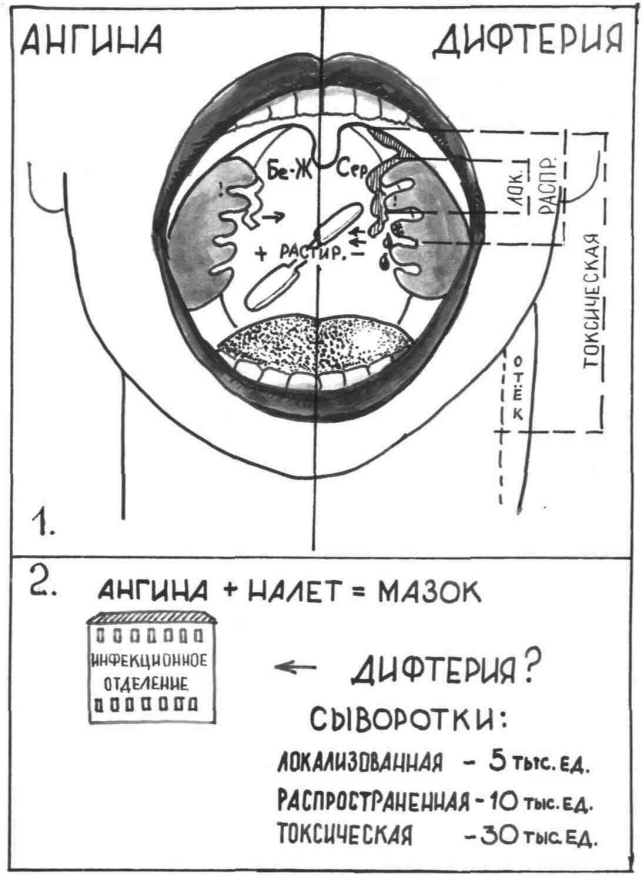 АНГИНА
ДИФТЕРИЯ
Бе-Ж
Сер
+ РАСТИР. –
ЛОК.
РАСПР.
ТОКСИЧЕСКАЯ
ОТЁК
1.
2. АНГИНА + НАЛЕТ = МАЗОК
ИНФЕКЦИОННОЕ
ОТДЕЛЕНИЕ
← ДИФТЕРИЯ?
СЫВОРОТКИ:
ЛОКАЛИЗОВАННАЯ – 5 ТЫС. ЕД.
РАСПРОСТРАНЕННАЯ – 10 ТЫС. ЕД.
ТОКСИЧЕСКАЯ – 30 ТЫС. ЕД.